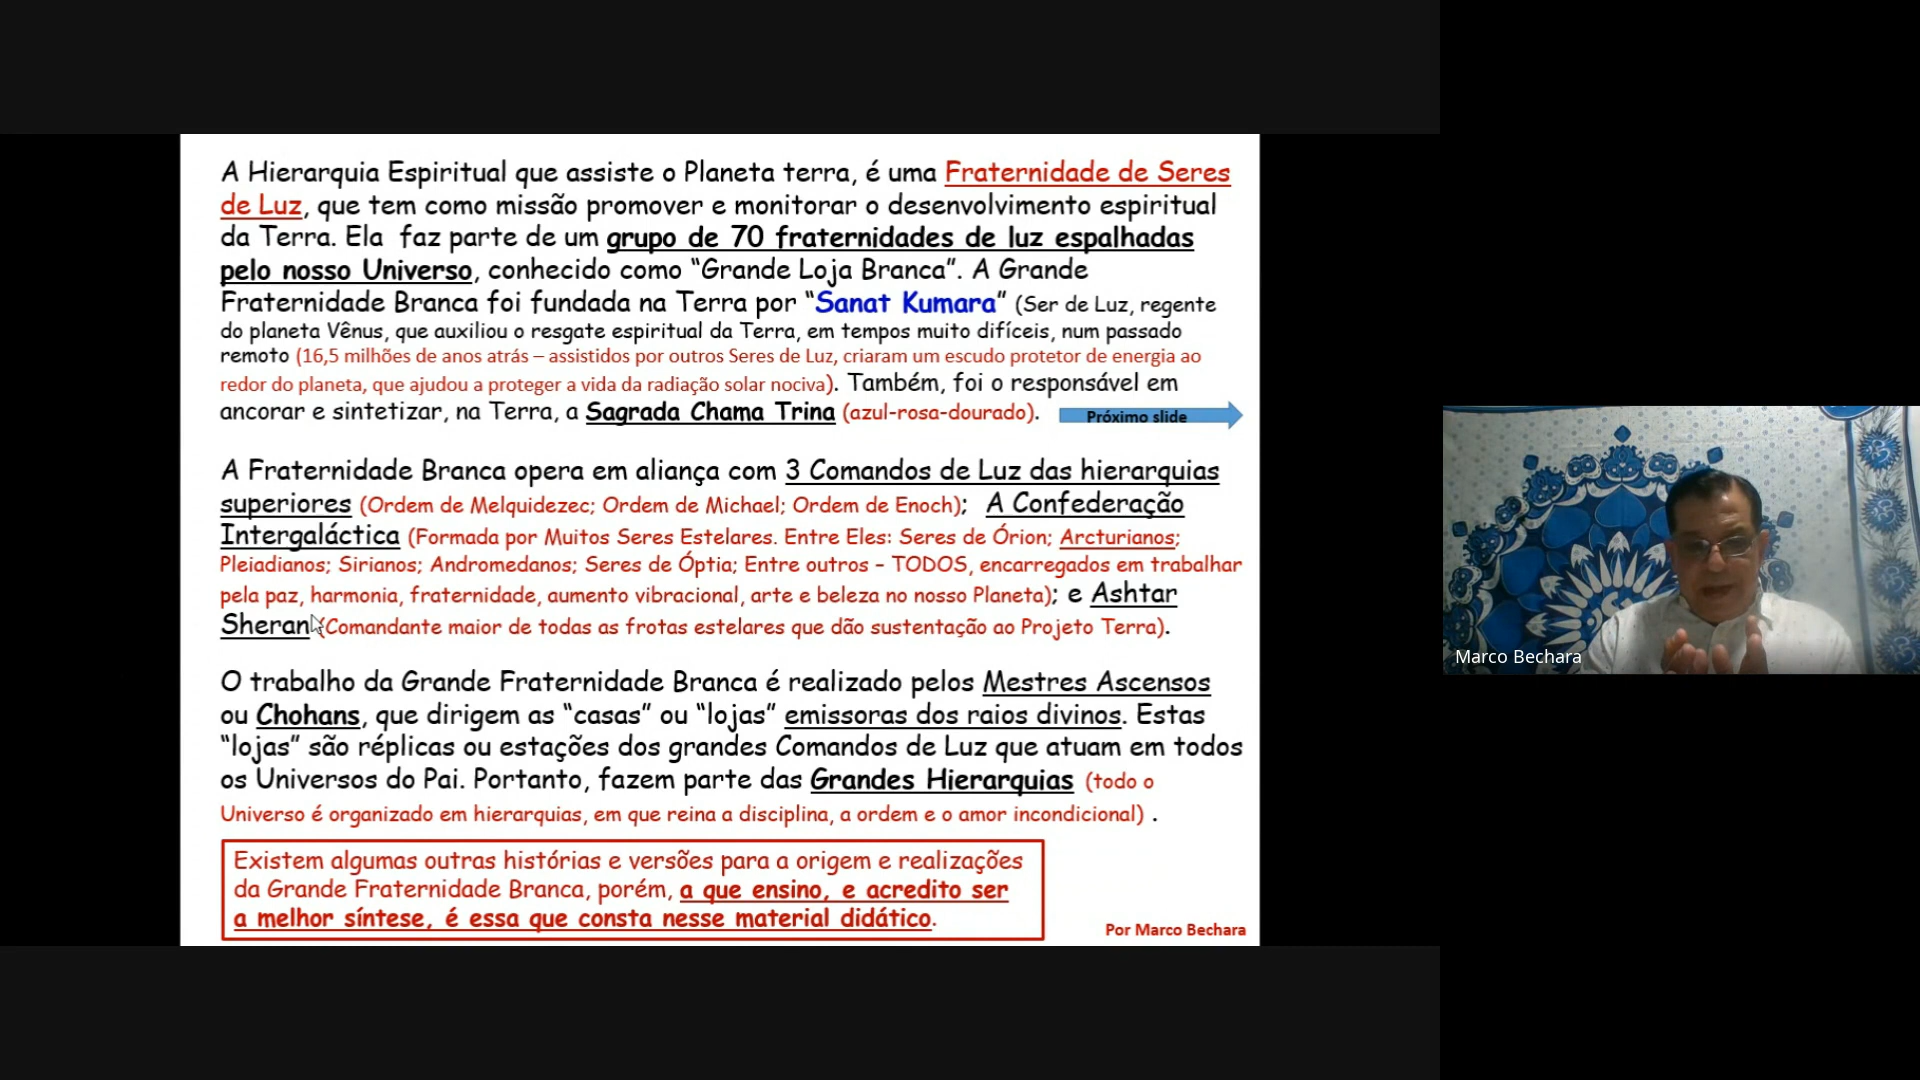 A Hierarquia Espiritual que assiste o Planeta terra, é uma Fraternidade de Seres
de Luz, que tem como missão promover e monitorar o desenvolvimento espiritual
da Terra. Ela faz parte de um grupo de 70 fraternidades de luz espalhadas
pelo nosso Universo, conhecido como “Grande Loja Branca”. A Grande
Fraternidade Branca foi fundada na Terra por “Sanat Kumara” (Ser de Luz, regente
do planeta Vênus, que auxiliou o resgate espiritual da Terra, em tempos muito difíceis, num passado
remoto (16,5 milhões de anos atrás – assistidos por outros Seres de Luz, criaram um escudo protetor de energia ao
redor do planeta, que ajudou a proteger a vida da radiação solar nociva). Também, foi o responsável em
ancorar e sintetizar, na Terra, a Sagrada Chama Trina (azul-rosa-dourado).
Próximo slide
A Fraternidade Branca opera em aliança com 3 Comandos de Luz das hierarquias
superiores (Ordem de Melquidezec; Ordem de Michael; Ordem de Enoch); A Confederação
Intergaláctica (Formada por Muitos Seres Estelares. Entre Eles: Seres de Órion; Arcturianos;
Pleiadianos; Sirianos; Andromedanos; Seres de Óptia; Entre outros – TODOS, encarregados em trabalhar
pela paz, harmonia, fraternidade, aumento vibracional, arte e beleza no nosso Planeta); e Ashtar
Sheran (Comandante maior de todas as frotas estelares que dão sustentação ao Projeto Terra).
O trabalho da Grande Fraternidade Branca é realizado pelos Mestres Ascensos
ou Chohans, que dirigem as “casas” ou “lojas” emissoras dos raios divinos. Estas
“lojas” são réplicas ou estações dos grandes Comandos de Luz que atuam em todos
os Universos do Pai. Portanto, fazem parte das Grandes Hierarquias (todo o
Universo é organizado em hierarquias, em que reina a disciplina, a ordem e o amor incondicional) .
Existem algumas outras histórias e versões para a origem e realizações
da Grande Fraternidade Branca, porém, a que ensino, e acredito ser
a melhor síntese, é essa que consta nesse material didático.
Por Marco Bechara
Marco Bechara